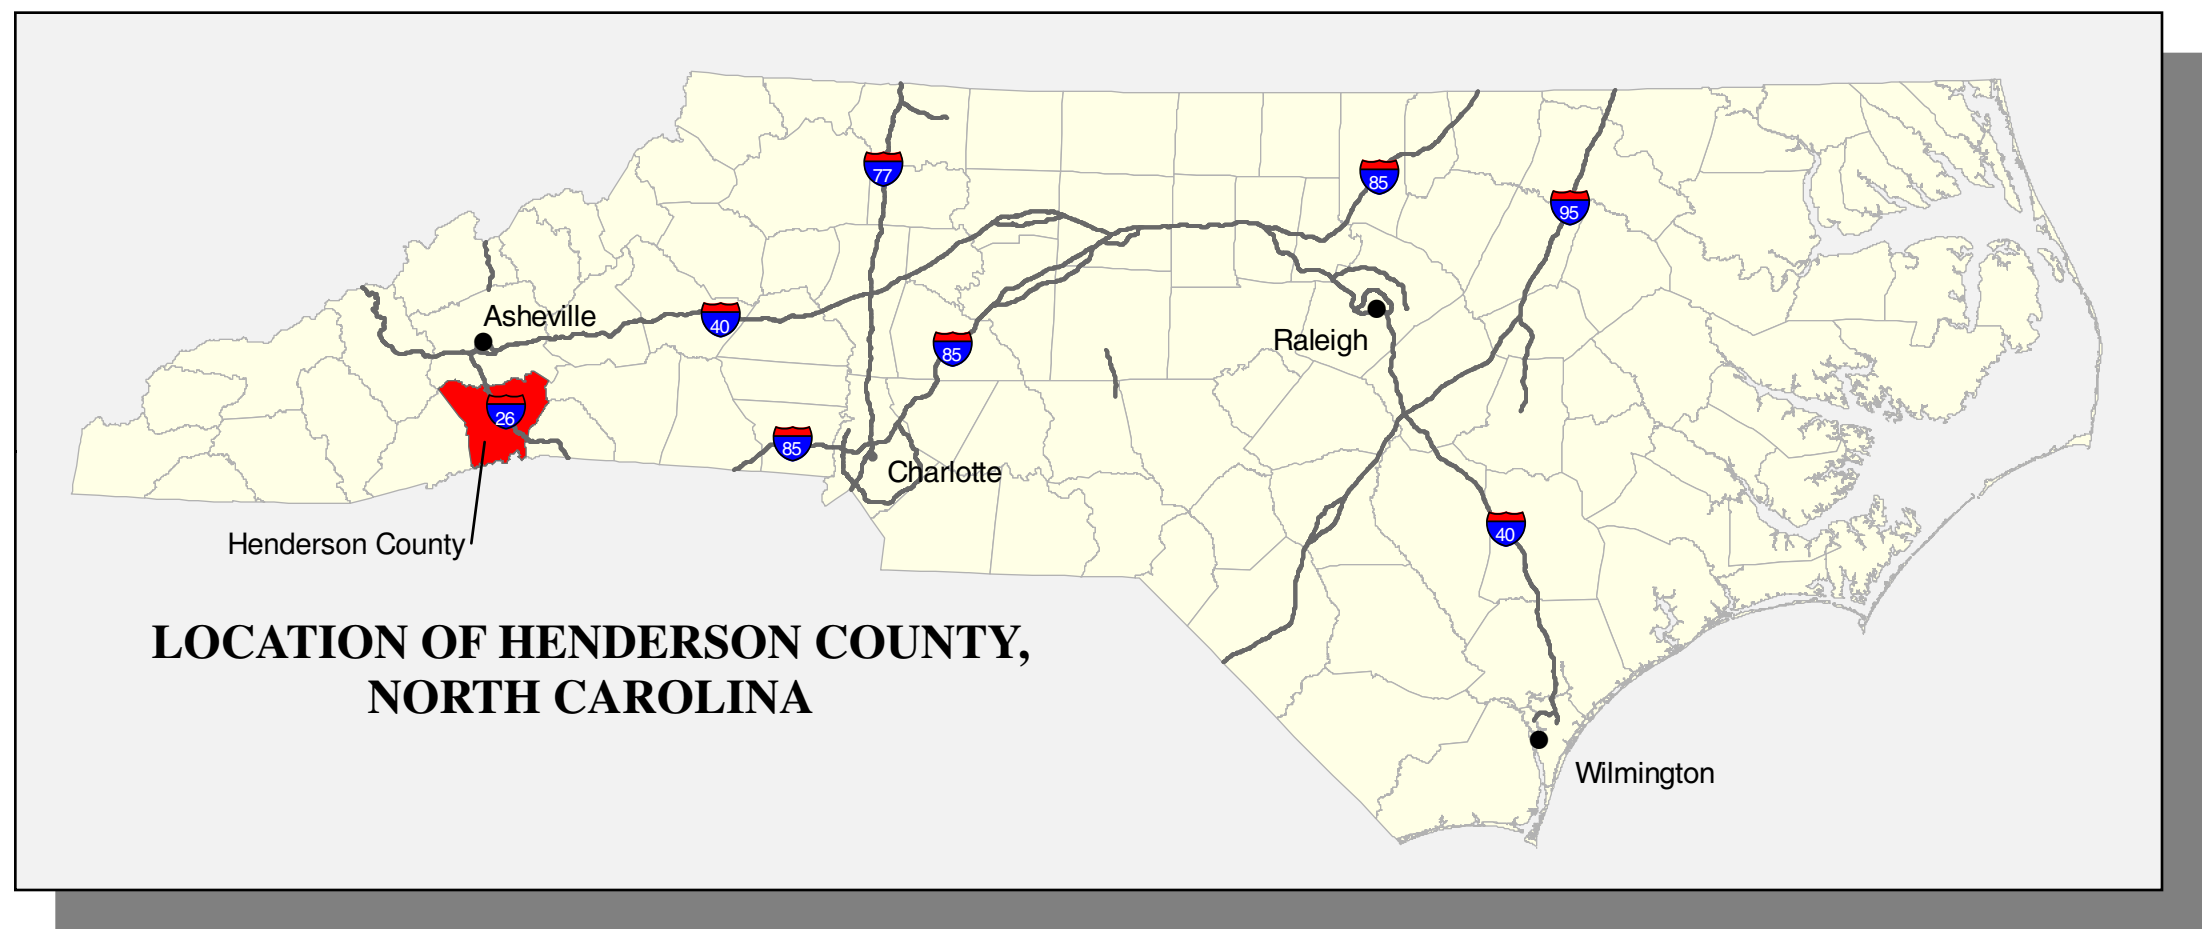 77
85
95
Asheville
40
85
Raleigh
26
85
Charlotte
40
Henderson County
LOCATION OF HENDERSON COUNTY,
NORTH CAROLINA
Wilmington